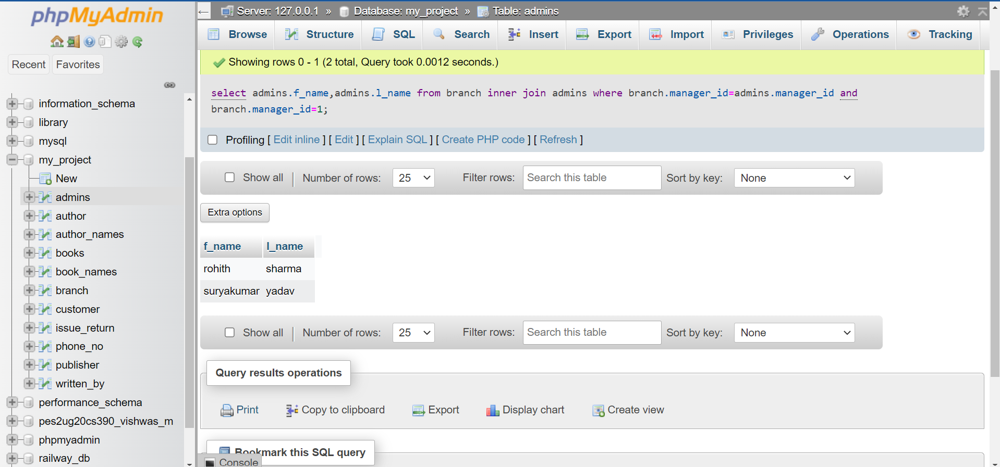 phpMyAdmin
Recent
Favorites
information_schema
library
mysql
my_project
New
admins
author
author_names
books
book_names
branch
customer
issue_return
phone_no
publisher
written_by
performance_schema
pes2ug20cs390_vishwas_m
phpmyadmin
railway_db
Server: 127.0.0.1 » Database: my_project » Table: admins
Browse Structure SQL Search Insert Export Import Privileges Operations Tracking
Showing rows 0 - 1 (2 total, Query took 0.0012 seconds.)
select admins.f_name,admins.l_name from branch inner join admins where branch.manager_id=admins.manager_id and
branch.manager_id=1;
Profiling [ Edit inline ] [ Edit ] [ Explain SQL ] [ Create PHP code ] [ Refresh ]
Show all Number of rows: 25 Filter rows: Search this table Sort by key: None
Extra options
f_name l_name
rohith sharma
suryakumar yadav
Show all Number of rows: 25 Filter rows: Search this table Sort by key: None
Query results operations
Print Copy to clipboard Export Display chart Create view
Bookmark this SQL query
Console